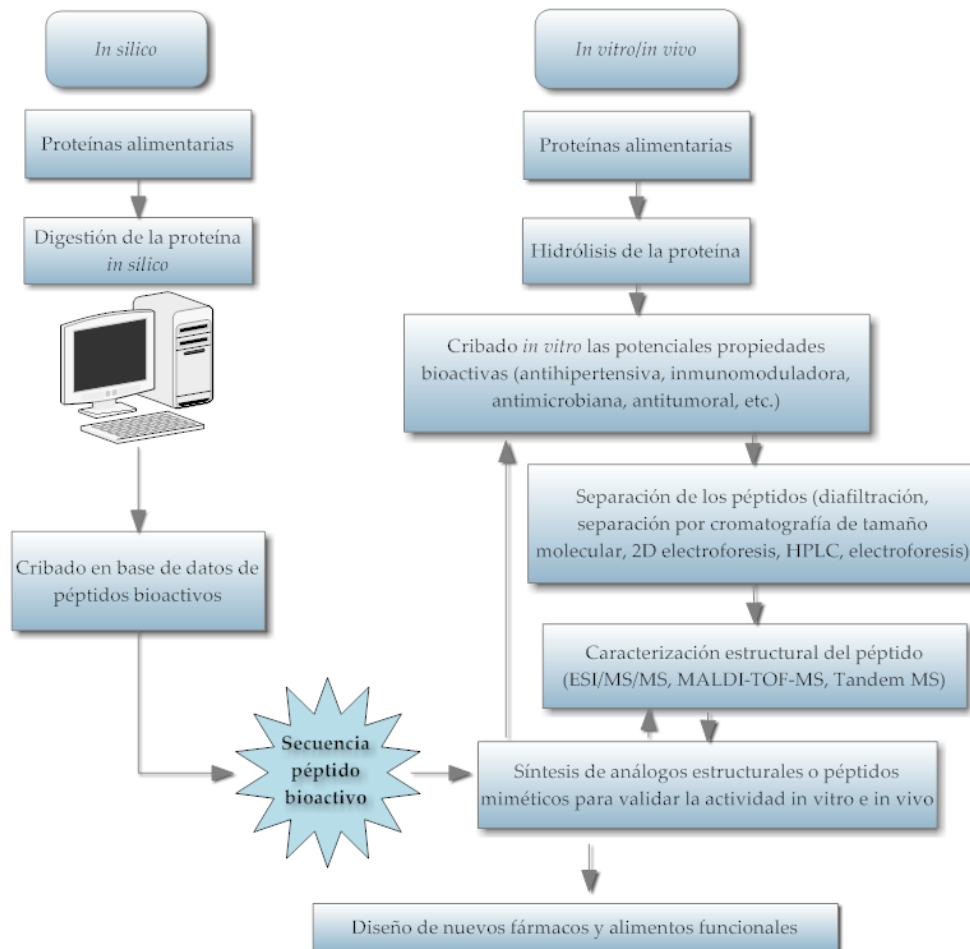 In silico
Proteínas alimentarias
Digestión de la proteína
in silico
Cribado en base de datos de
péptidos bioactivos
Secuencia
péptido
bioactivo
In vitro/in vivo
Proteínas alimentarias
Hidrólisis de la proteína
Cribado in vitro las potenciales propiedades
bioactivas (antihipertensiva, inmunomoduladora,
antimicrobiana, antitumoral, etc.)
Separación de los péptidos (diafiltración,
separación por cromatografía de tamaño
molecular, 2D electroforesis, HPLC, electroforesis)
Caracterización estructural del péptido
(ESI/MS/MS, MALDI-TOF-MS, Tandem MS)
Síntesis de análogos estructurales o péptidos
miméticos para validar la actividad in vitro e in vivo
Diseño de nuevos fármacos y alimentos funcionales